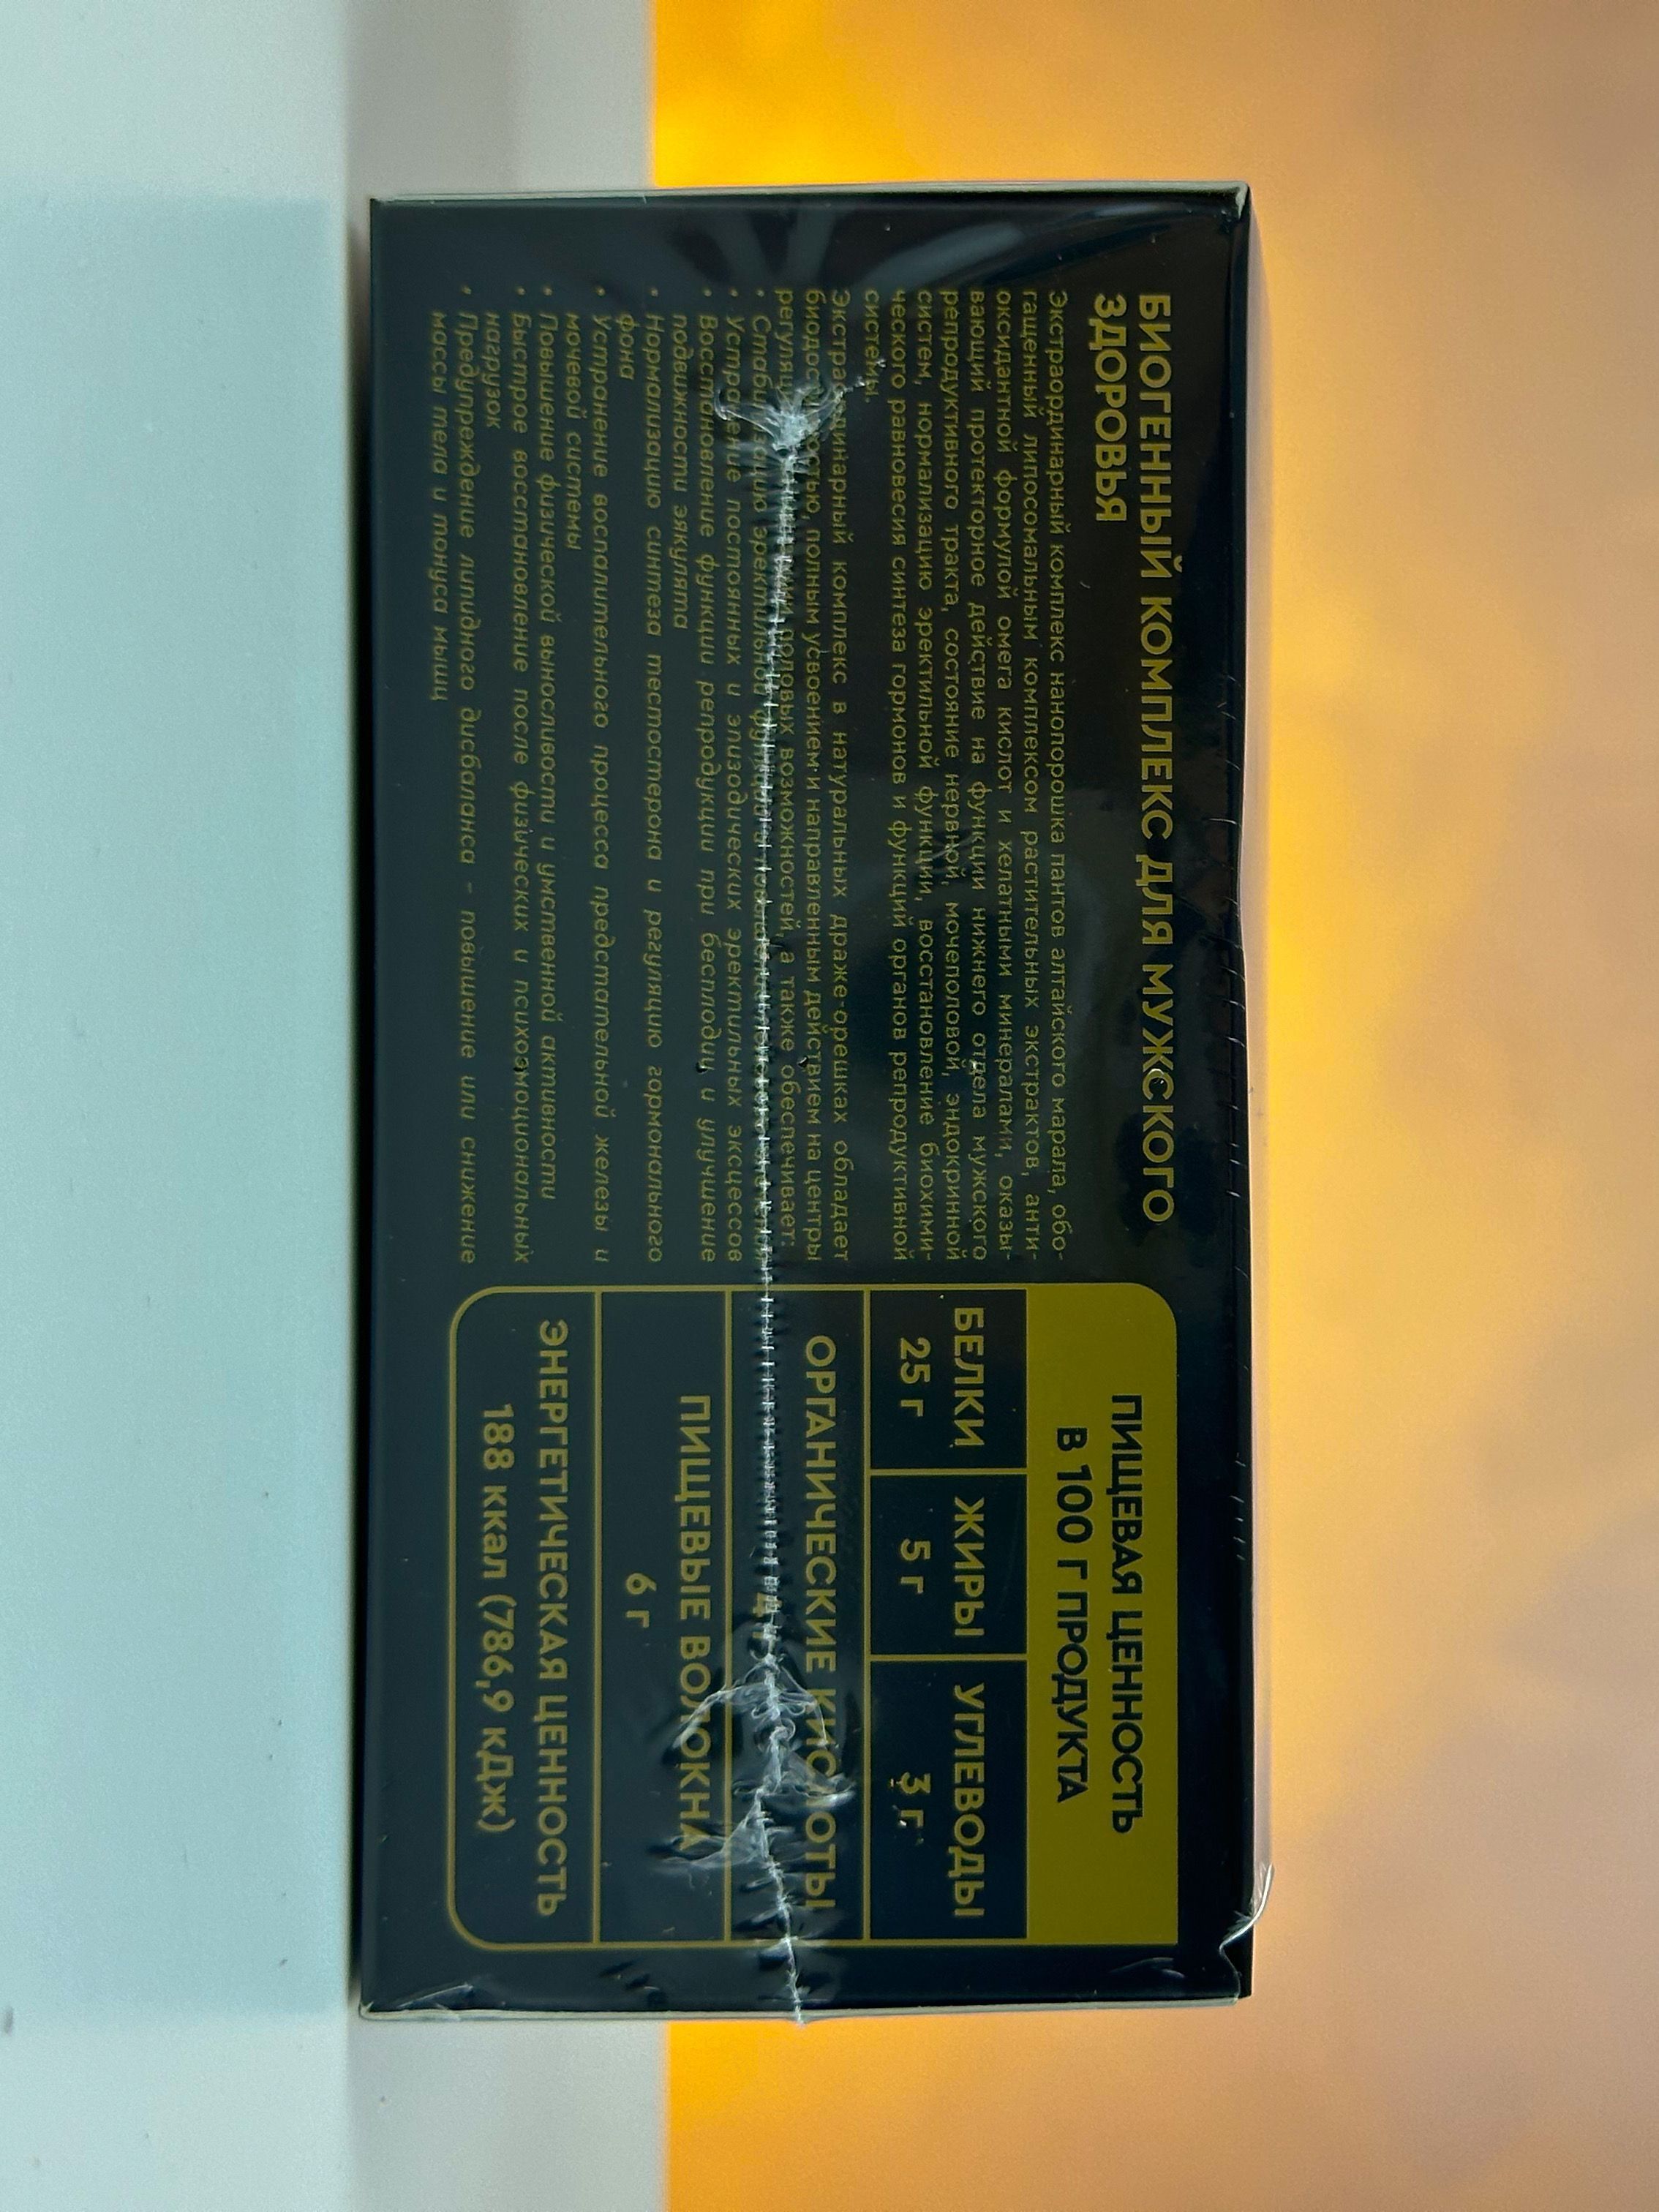 БИОГЕННЫЙ КОМПЛЕКС ДЛЯ МУЖСКОГО
ЗДОРОВЬЯ
Экстраординарный комплекс нанопорошка пантов алтайского марала, обо-
гащенный липосомальным комплексом растительных экстрактов, анти-
оксидантной формулой омега кислот и хелатными минералами, оказы-
вающий протекторное действие на функции нижнего отдела мужского
репродуктивного тракта, состояние нервной, мочеполовой, эндокринной
систем, нормализацию эректильной функции, восстановление биохими-
ческого равновесия синтеза гормонов и функций органов репродуктивной
системы.
комплекс в натуральных драже-орешках обладает
полным усвоением и направленным действием на центры
половых возможностей, а также обеспечивает:
•
• постоянных и эпизодических эректильных эксцессов
• Восстановление функции репродукции при бесплодии и улучшение
подвижности эякулята
• Нормализацию синтеза тестостерона и регуляцию гормонального
фона
• Устранение воспалительного процесса предстательной железы и
мочевой системы
• Повышение физической выносливости и умственной активности
• Быстрое восстановление после физических и психоэмоциональных
нагрузок
• Предупреждение липидного дисбаланса - повышение или снижение
массы тела и тонуса мышц
ПИЩЕВАЯ ЦЕННОСТЬ
В 100 Г ПРОДУКТА
БЕЛКИ ЖИРЫ УГЛЕВОДЫ
25 г 5 г 3 г
ОРГАНИЧЕСКИЕ КИСЛОТЫ
ПИЩЕВЫЕ ВОЛОКНА
6 г
ЭНЕРГЕТИЧЕСКАЯ ЦЕННОСТЬ
188 ккал (786,9 кДж)